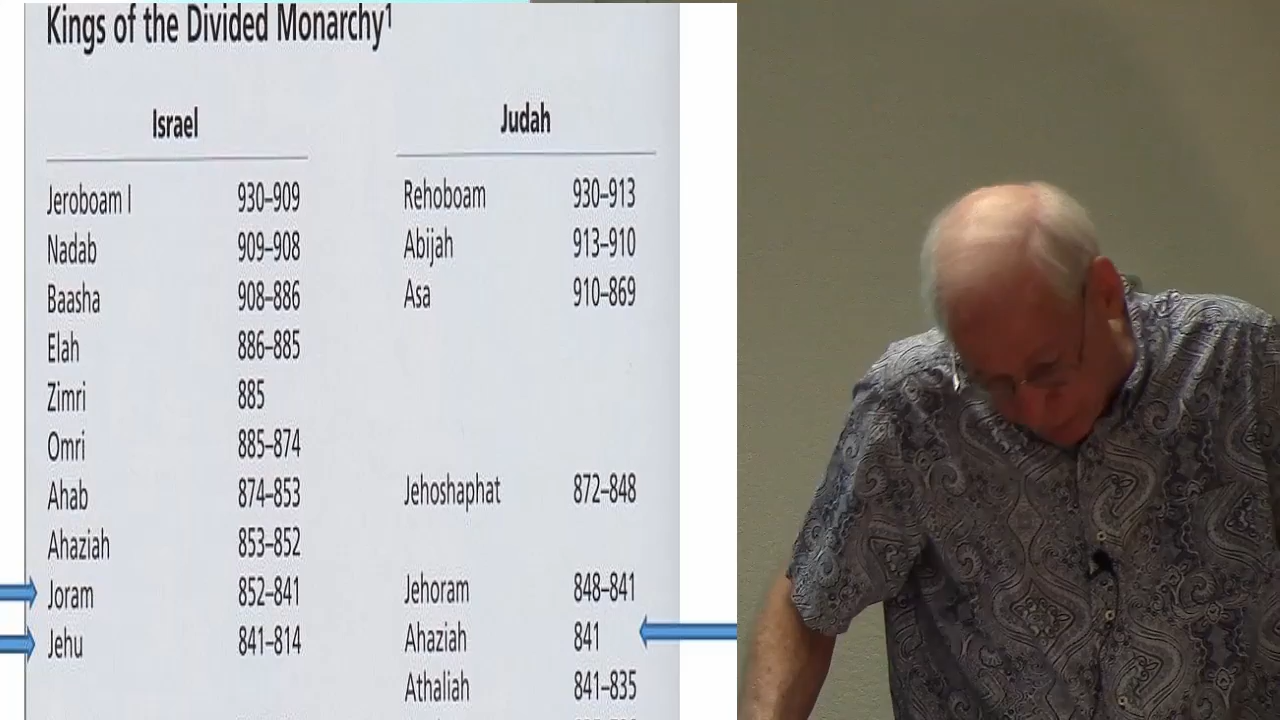 Kings of the Divided Monarchy¹
Israel Judah
Jeroboam I 930–909 Rehoboam 930–913
Nadab 909–908 Abijah 913–910
Baasha 908–886 Asa 910–869
Elah 886–885
Zimri 885
Omri 885–874
Ahab 874–853 Jehoshaphat 872–848
Ahaziah 853–852
Joram 852–841 Jehoram 848–841
Jehu 841–814 Ahaziah 841
Athaliah 841–835